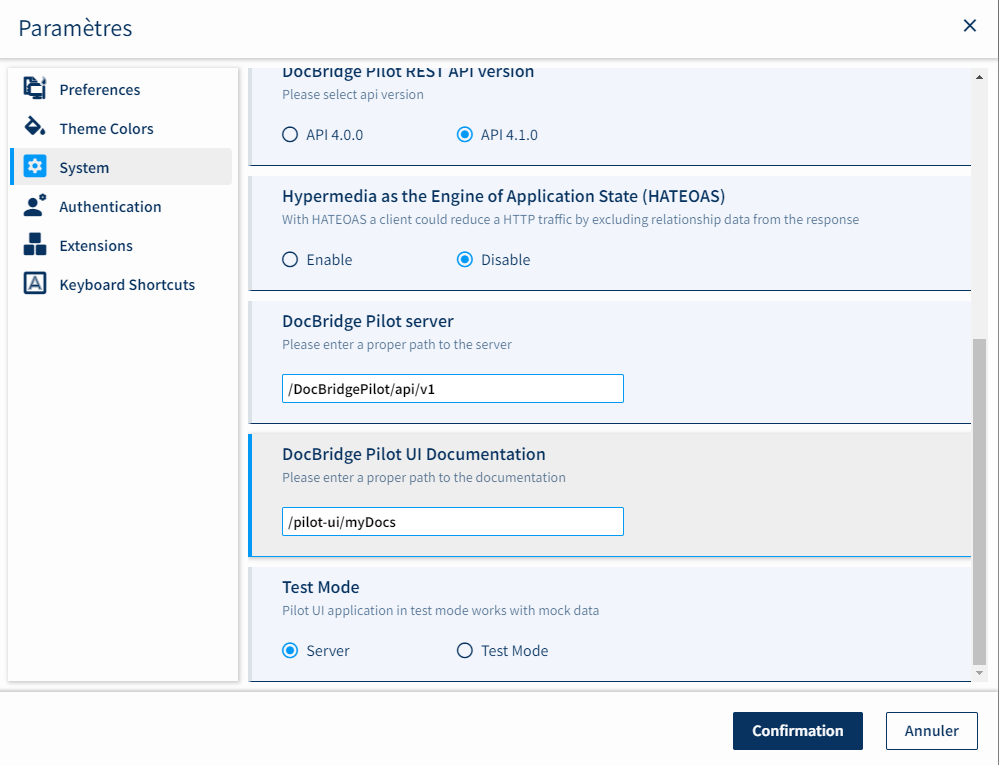 Paramètres
Preferences
Theme Colors
System
Authentication
Extensions
Keyboard Shortcuts
DocBridge Pilot REST API version
Please select api version
API 4.0.0 API 4.1.0
Hypermedia as the Engine of Application State (HATEOAS)
With HATEOAS a client could reduce a HTTP traffic by excluding relationship data from the response
Enable Disable
DocBridge Pilot server
Please enter a proper path to the server
/DocBridgePilot/api/v1
DocBridge Pilot UI Documentation
Please enter a proper path to the documentation
/pilot-ui/myDocs
Test Mode
Pilot UI application in test mode works with mock data
Server Test Mode
Confirmation Annuler